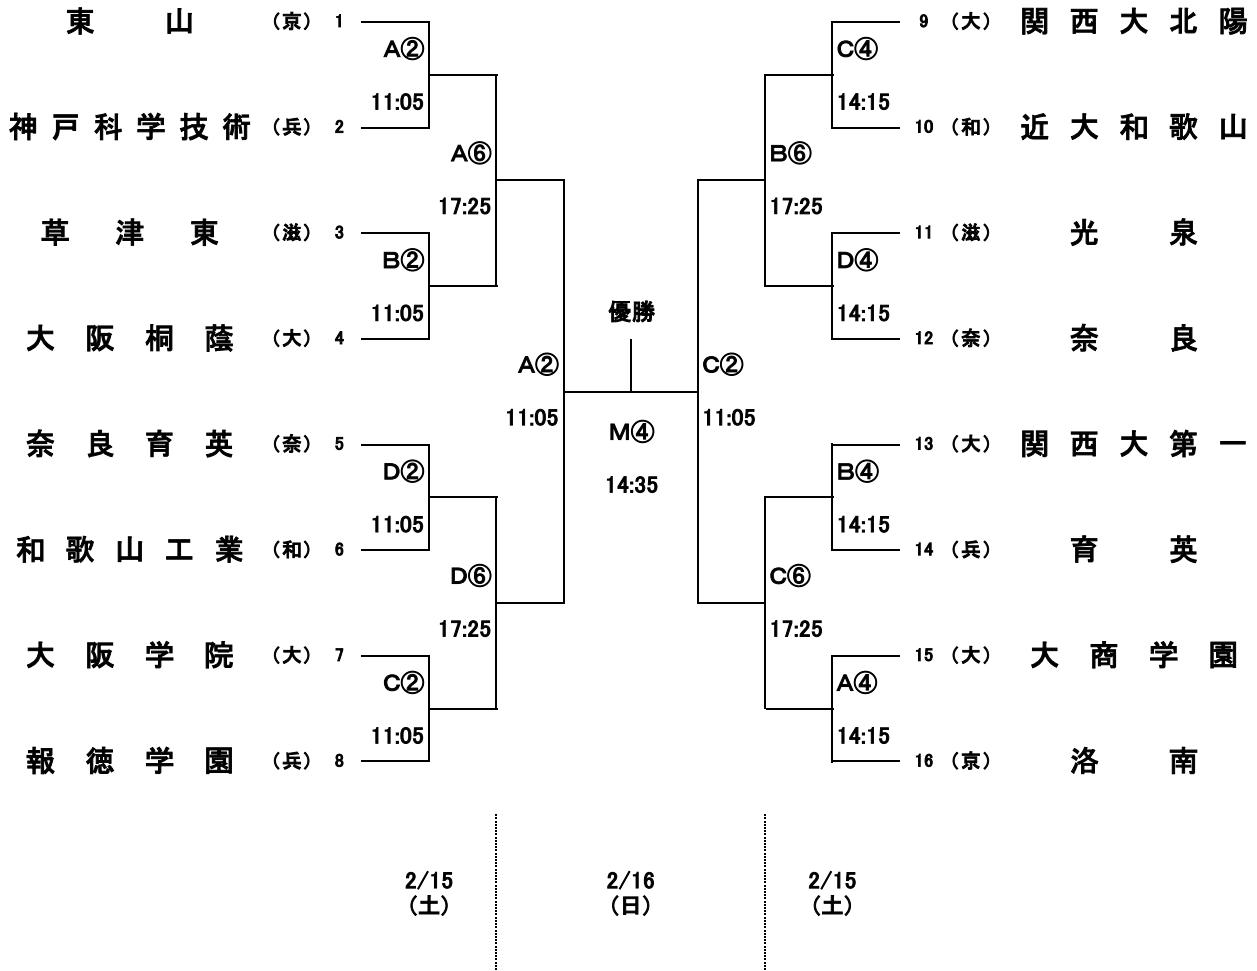 東山 （京） 1
A② 11:05
神戸科学技術 （兵） 2
A⑥ 17:25
草津東 （滋） 3
B② 11:05
大阪桐蔭 （大） 4
A② 11:05
奈良育英 （奈） 5
D② 11:05
和歌山工業 （和） 6
D⑥ 17:25
大阪学院 （大） 7
C② 11:05
報徳学園 （兵） 8
優勝
M④
14:35
9 （大） 関西大北陽
C④ 14:15
10 （和） 近大和歌山
B⑥ 17:25
11 （滋） 光泉
D④ 14:15
12 （奈） 奈良
C② 11:05
13 （大） 関西大第一
B④ 14:15
14 （兵） 育英
C⑥ 17:25
15 （大） 大商学園
A④ 14:15
16 （京） 洛南
2/15 2/16 2/15
（土） （日） （土）